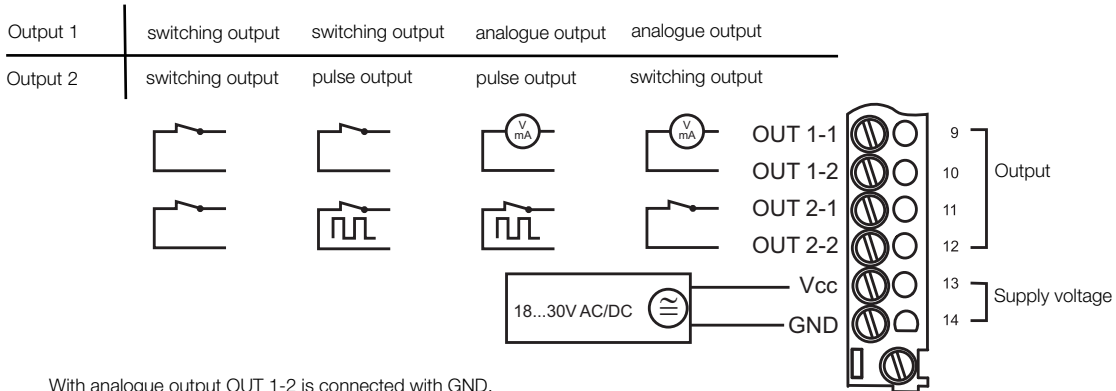 Output 1 switching output switching output analogue output analogue output
Output 2 switching output pulse output pulse output switching output
V mA V mA OUT 1-1 9
OUT 1-2 10 Output
OUT 2-1 11
OUT 2-2 12
Vcc 13
18...30V AC/DC ≅ Supply voltage
GND 14
With analogue output OUT 1-2 is connected with GND.